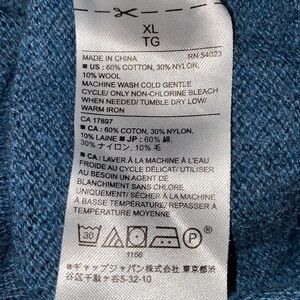 XL
TG
MADE IN CHINA RN 54023
■ US : 60% COTTON, 30% NYLON,
10% WOOL
MACHINE WASH COLD GENTLE
CYCLE/ ONLY NON-CHLORINE BLEACH
WHEN NEEDED/ TUMBLE DRY LOW/
WARM IRON
CA 17897
■ CA : 60% COTON, 30% NYLON,
10% LAINE ■ JP : 60% 綿,
30% ナイロン, 10% 毛
■ CA : LAVER À LA MACHINE À L'EAU
FROIDE AU CYCLE DÉLICAT/ UTILISER
AU BESOIN UN AGENT DE
BLANCHIMENT SANS CHLORE
UNIQUEMENT/ SÉCHER À LA MACHINE
À BASSE TEMPÉRATURE/ REPASSER À
TEMPÉRATURE MOYENNE
30 P
1166
■ギャップジャパン株式会社 東京都渋
谷区千駄ヶ谷5-32-10